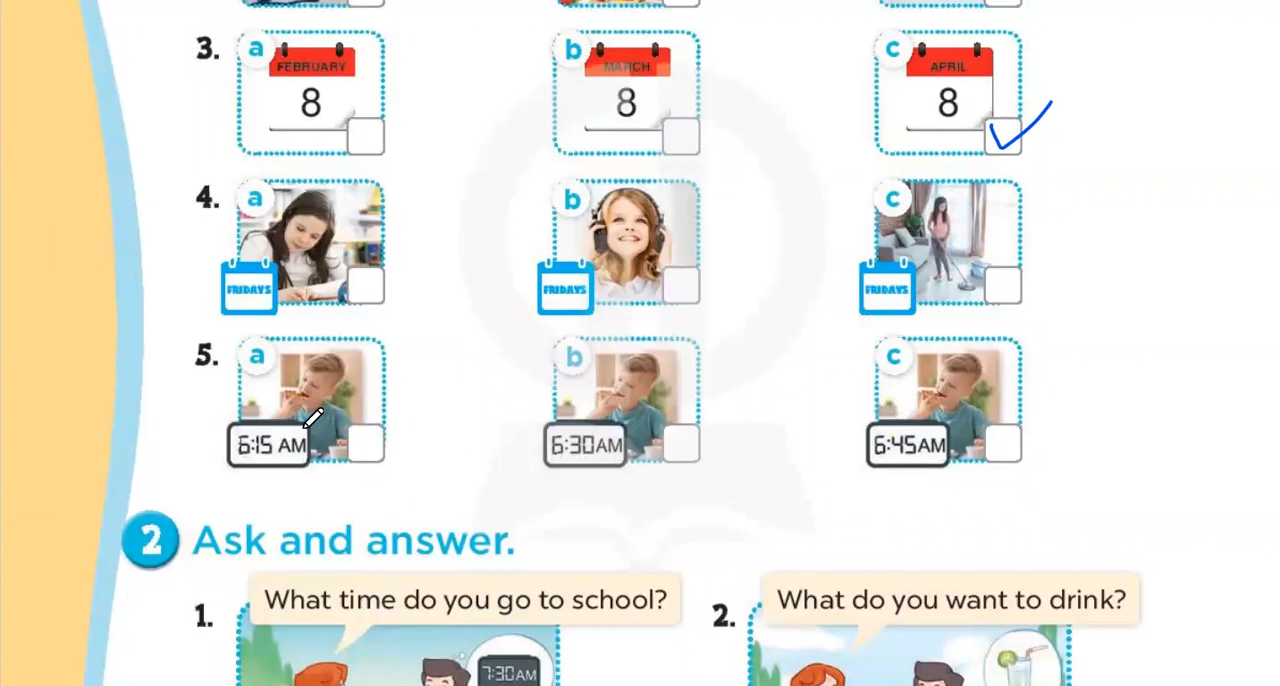 3.
a
FEBRUARY
8
b
MARCH
8
c
APRIL
8
4.
a
FRIDAYS
b
FRIDAYS
c
FRIDAYS
5.
a
6:15 AM
b
6:30AM
c
6:45AM
2 Ask and answer.
1.
What time do you go to school?
7:30AM
2.
What do you want to drink?